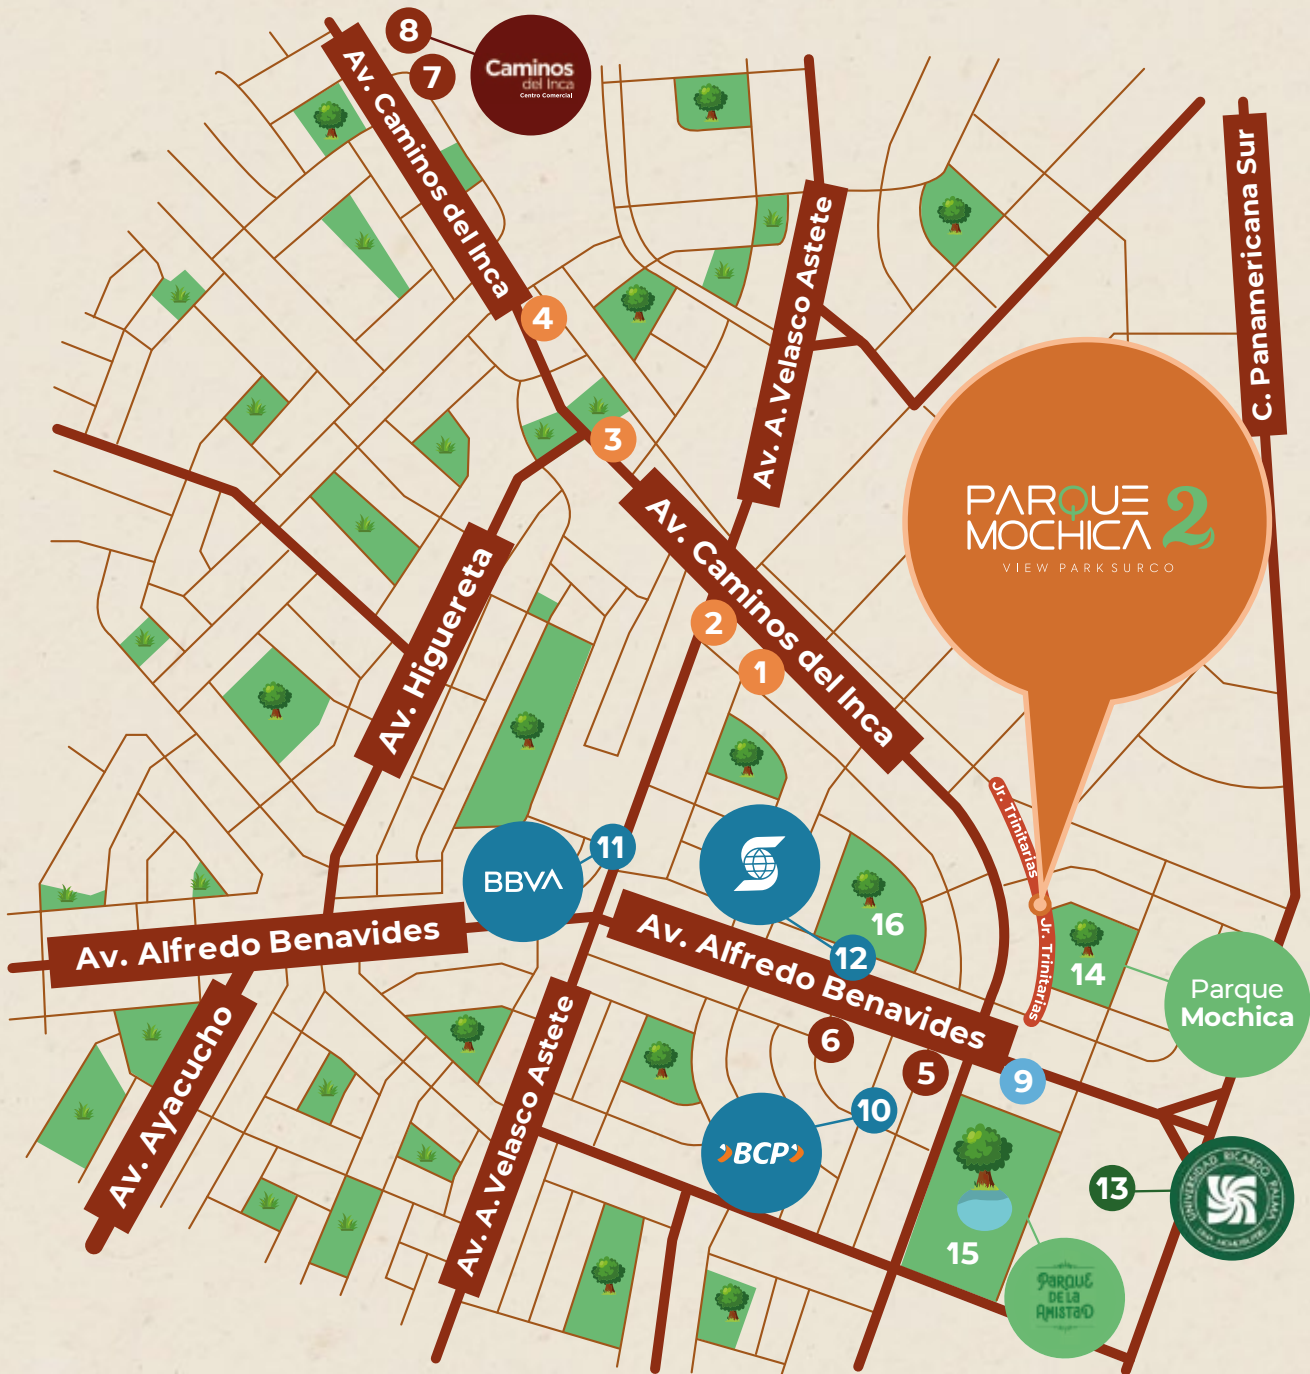 8
7
Caminos
del Inca
Centro Comercial
Av. Caminos del Inca
Av. A. Velasco Astete
C. Panamericana Sur
4
3
PARQUE
MOCHICA 2
VIEW PARK SURCO
Av. Caminos del Inca
Av. Higuereta
2
1
Jr. Trinitarias
11
BBVA
Av. Alfredo Benavides
Av. Alfredo Benavides
16
12
Jr. Trinitarias
14
Parque
Mochica
Av. Ayacucho
Av. A. Velasco Astete
6
5
9
10
BCP
13
UNIVERSIDAD RICARDO PALMA
15
PARQUE
DE LA
AMISTAD